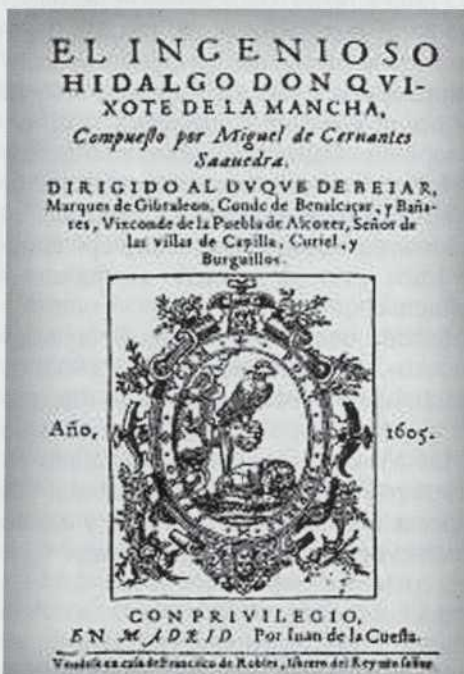 EL INGENIOSO
HIDALGO DON QVI-
XOTE DE LA MANCHA,
Compuesto por Miguel de Ceruantes
Saauedra.
DIRIGIDO AL DVQVE DE BEIAR,
Marques de Gibraleon, Conde de Benalcaçar, y Baña-
res, Vizconde de la Puebla de Alcozer, Señor de
las villas de Capilla, Curiel, y
Burguillos.
Año, 1605.
CON PRIVILEGIO,
EN MADRID Por Iuan de la Cuesta.
Vendese en casa de Francisco de Robles, librero del Rey nro señor.